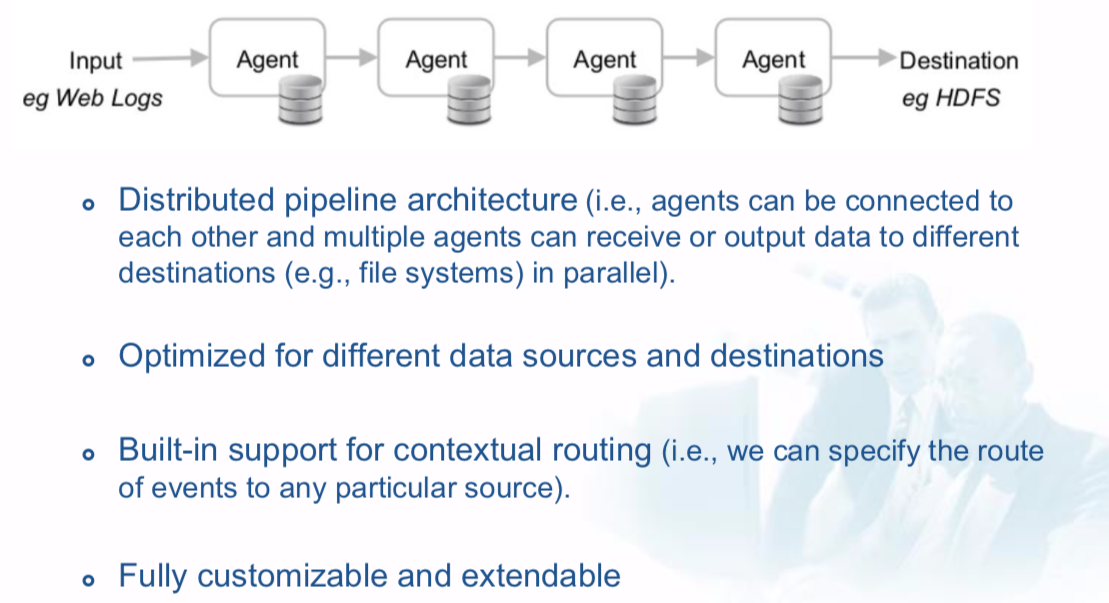 Input
eg Web Logs
Agent
Agent
Agent
Agent
Destination
eg HDFS
Distributed pipeline architecture (i.e., agents can be connected to
each other and multiple agents can receive or output data to different
destinations (e.g., file systems) in parallel).
Optimized for different data sources and destinations
Built-in support for contextual routing (i.e., we can specify the route
of events to any particular source).
Fully customizable and extendable